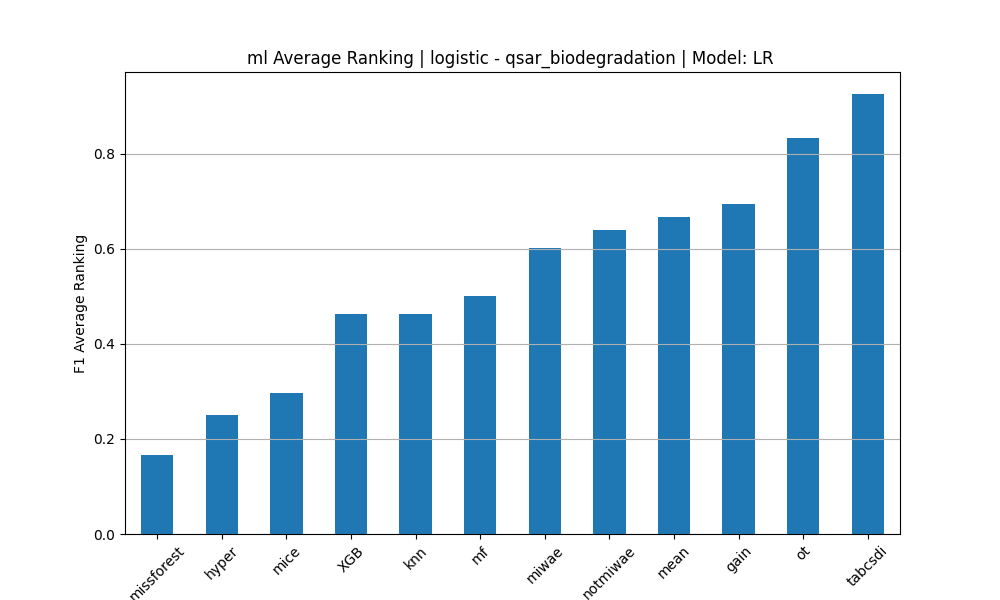 ml Average Ranking | logistic - qsar_biodegradation | Model: LR
F1 Average Ranking
0.8
0.6
0.4
0.2
0.0
missforest
hyper
mice
XGB
knn
mf
miwae
notmiwae
mean
gain
ot
tabcsdi